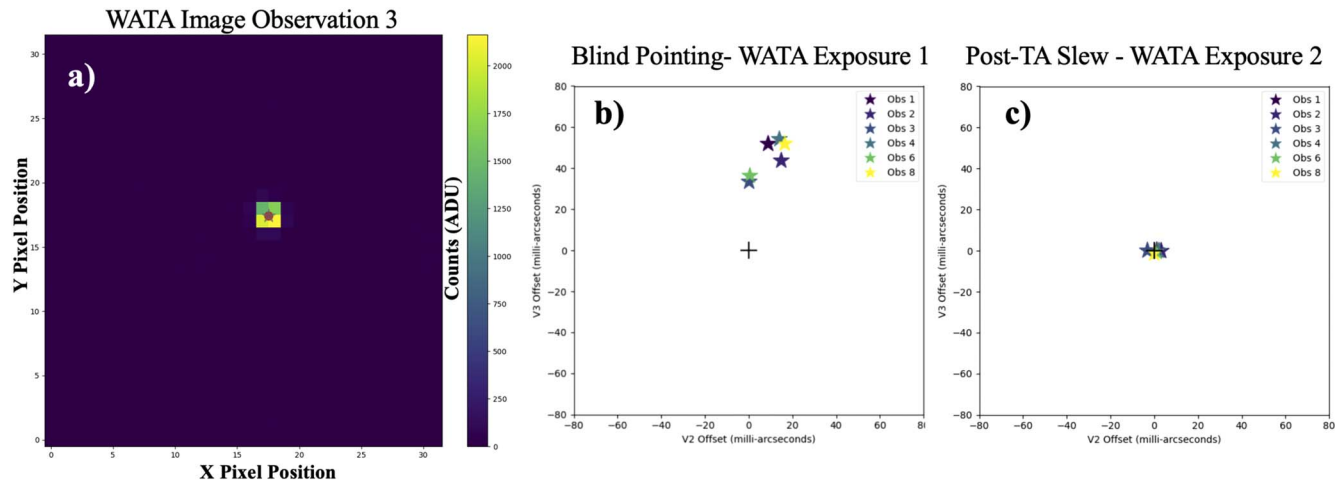 WATA Image Observation 3
a)
30
25
20
15
10
5
0
0
5
10
15
20
25
30
Y Pixel Position
X Pixel Position
2000
1750
1500
1250
1000
750
500
250
0
Counts (ADU)
Blind Pointing- WATA Exposure 1
b)
Obs 1
Obs 2
Obs 3
Obs 4
Obs 6
Obs 8
80
60
40
20
0
−20
−40
−60
−80
−80
−60
−40
−20
0
20
40
60
80
V3 Offset (milli-arcseconds)
V2 Offset (milli-arcseconds)
Post-TA Slew - WATA Exposure 2
c)
Obs 1
Obs 2
Obs 3
Obs 4
Obs 6
Obs 8
80
60
40
20
0
−20
−40
−60
−80
−80
−60
−40
−20
0
20
40
60
80
V3 Offset (milli-arcseconds)
V2 Offset (milli-arcseconds)